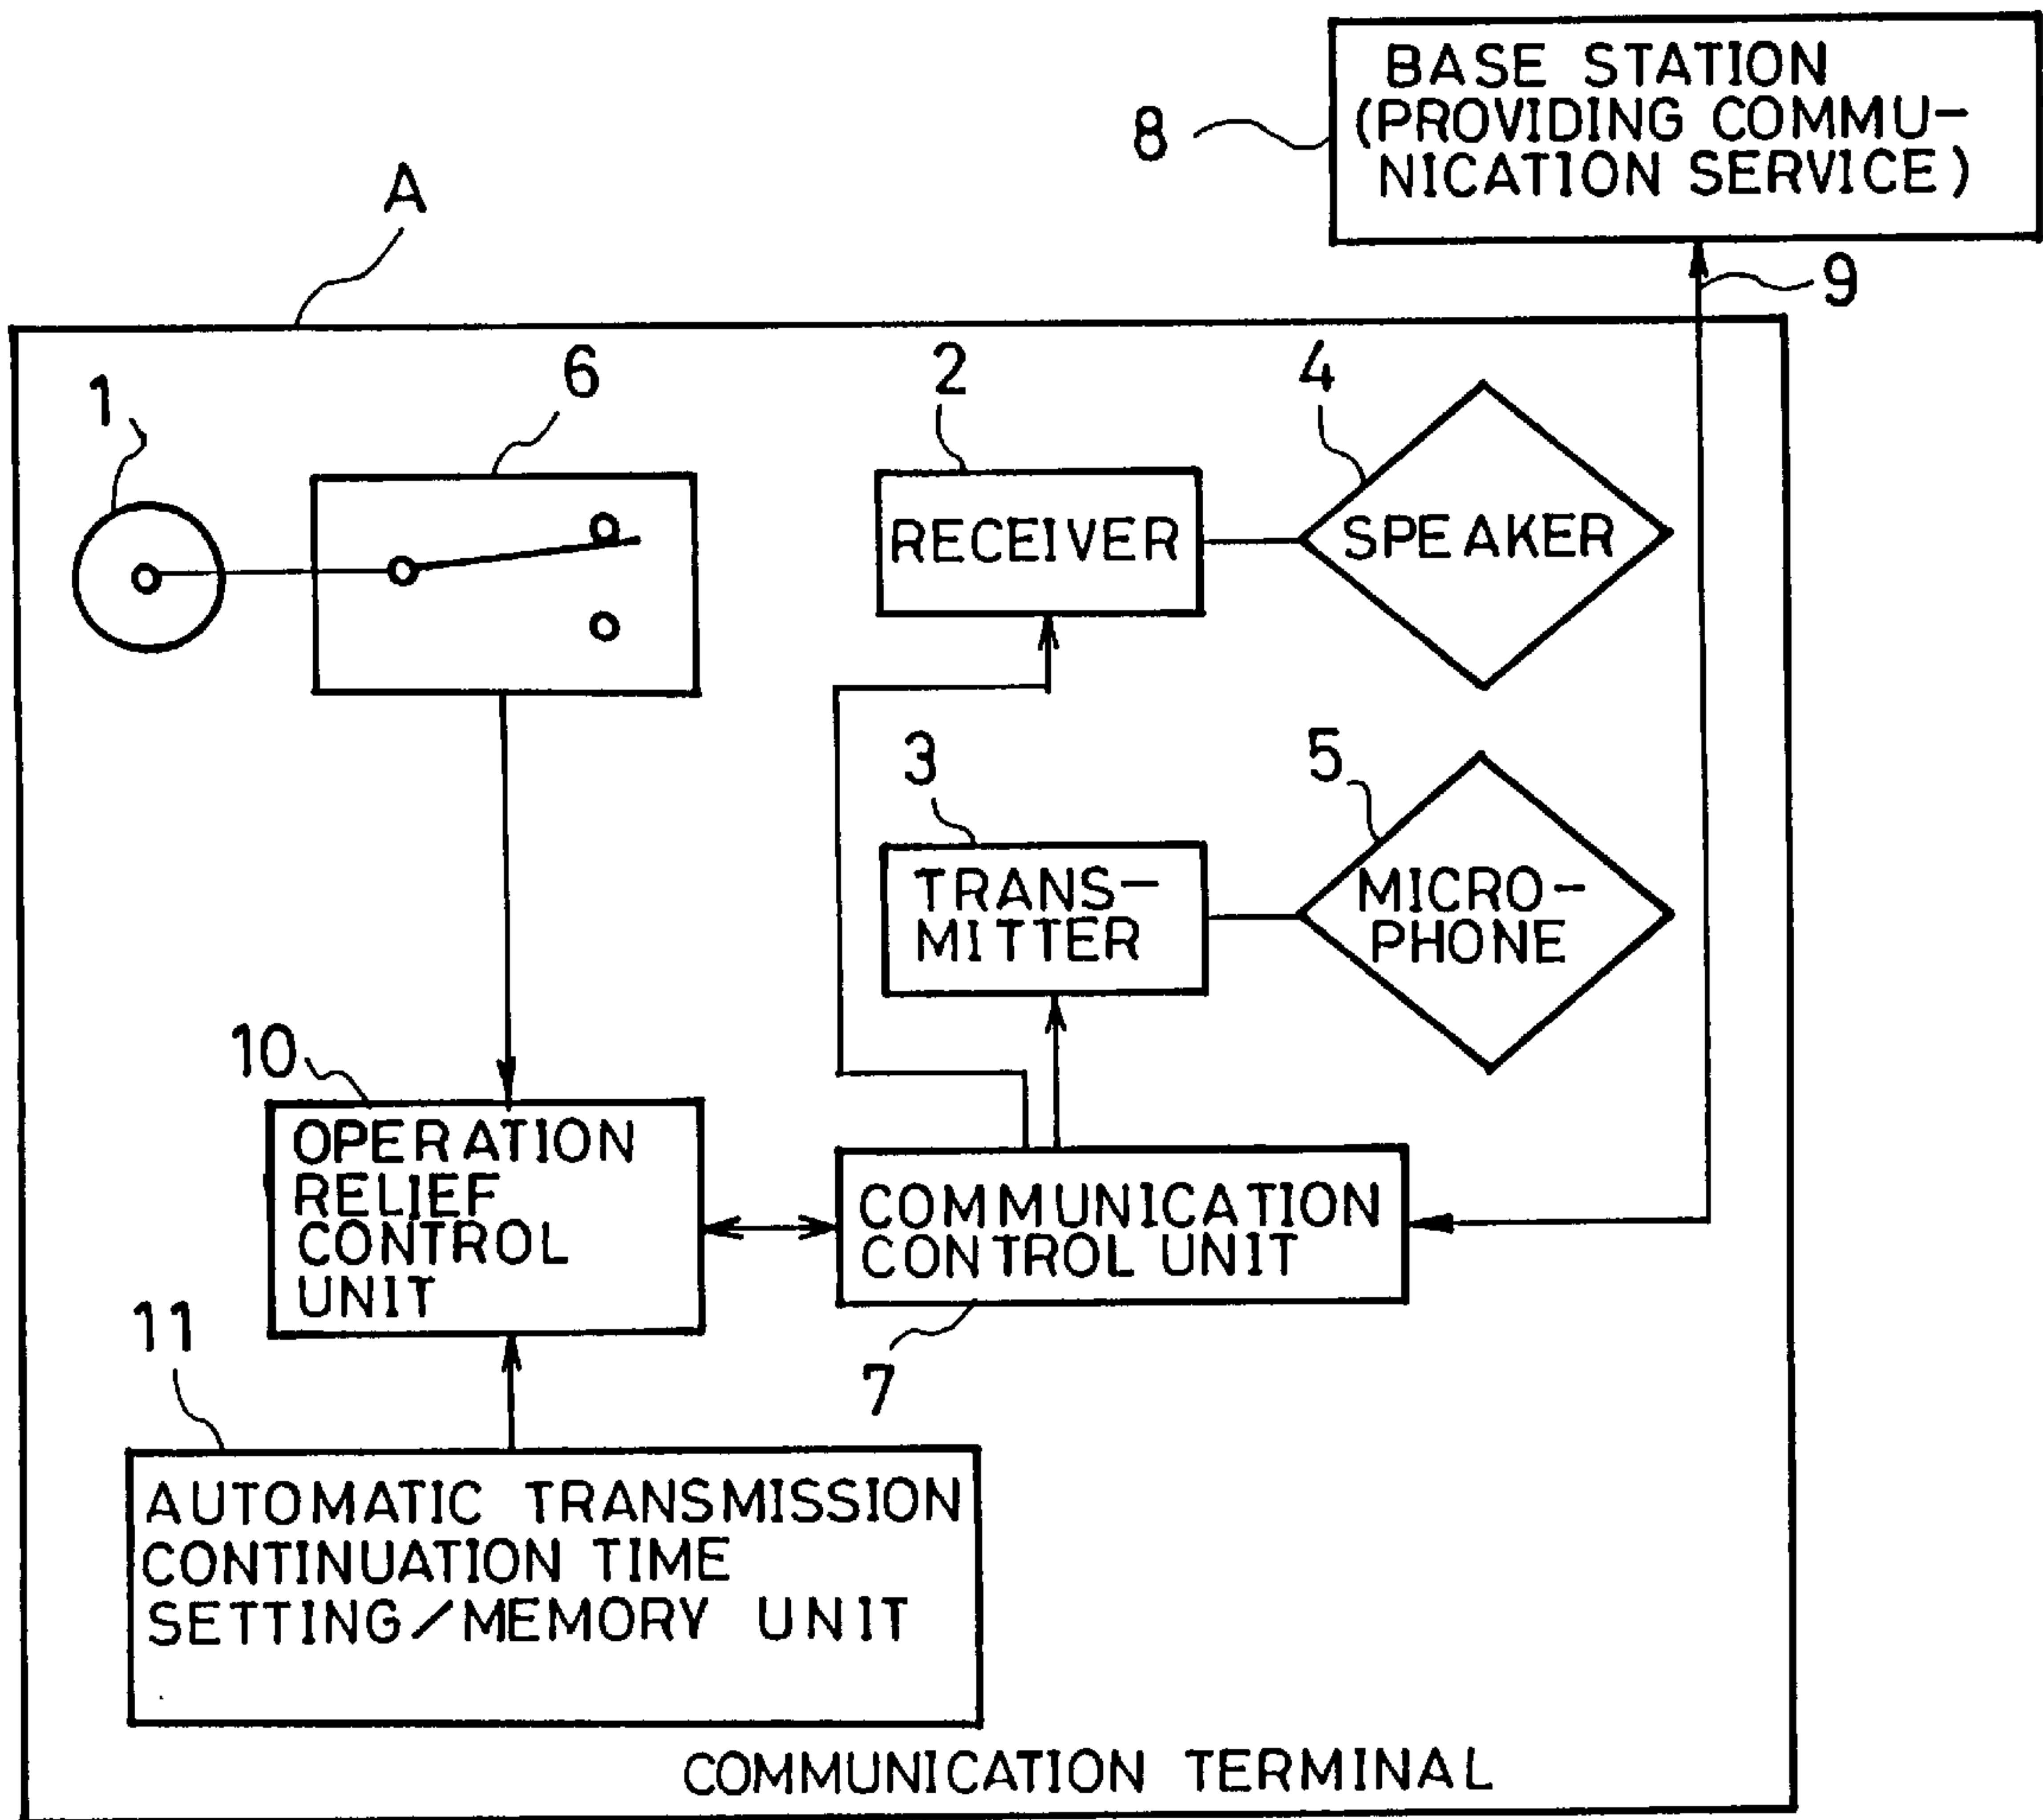 BASE STATION
(PROVIDING COMMU-
NICATION SERVICE)
8
A
9
1
6
2
4
RECEIVER
SPEAKER
3
5
TRANS-
MITTER
MICRO-
PHONE
10
OPERATION
RELIEF
CONTROL
UNIT
COMMUNICATION
CONTROL UNIT
11
7
AUTOMATIC TRANSMISSION
CONTINUATION TIME
SETTING/MEMORY UNIT
COMMUNICATION TERMINAL